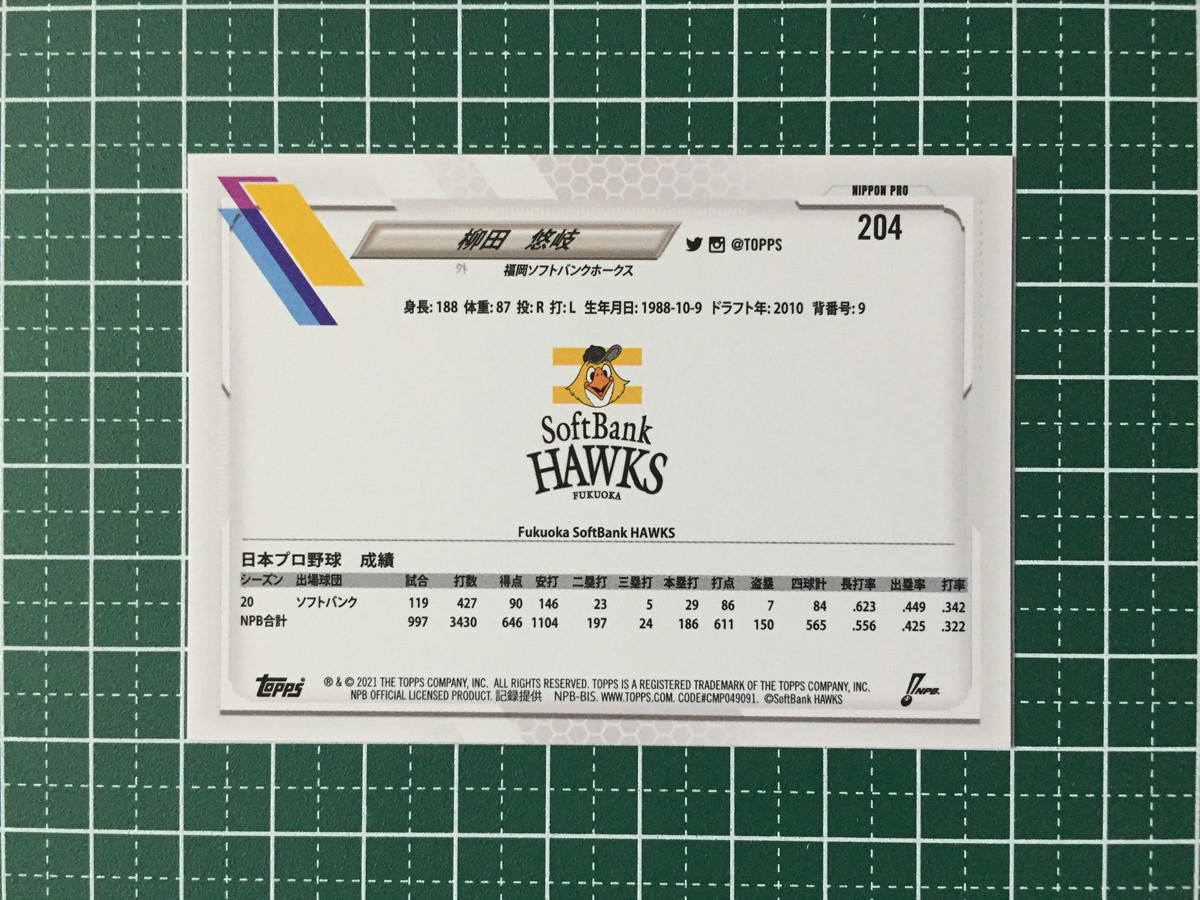 NIPPON PRO
204
柳田 悠岐
@TOPPS
外 福岡ソフトバンクホークス
身長: 188 体重: 87 投: R 打: L 生年月日: 1988-10-9 ドラフト年: 2010 背番号: 9
SoftBank
HAWKS
FUKUOKA
Fukuoka SoftBank HAWKS
日本プロ野球 成績
シーズン 出場球団 試合 打数 得点 安打 二塁打 三塁打 本塁打 打点 盗塁 四球計 長打率 出塁率 打率
20 ソフトバンク 119 427 90 146 23 5 29 86 7 84 .623 .449 .342
NPB合計 997 3430 646 1104 197 24 186 611 150 565 .556 .425 .322
topps ® & © 2021 THE TOPPS COMPANY, INC. ALL RIGHTS RESERVED. TOPPS IS A REGISTERED TRADEMARK OF THE TOPPS COMPANY, INC.
NPB OFFICIAL LICENSED PRODUCT. 記録提供 NPB-BIS. WWW.TOPPS.COM. CODE#CMP049091. ©SoftBank HAWKS
NPB.